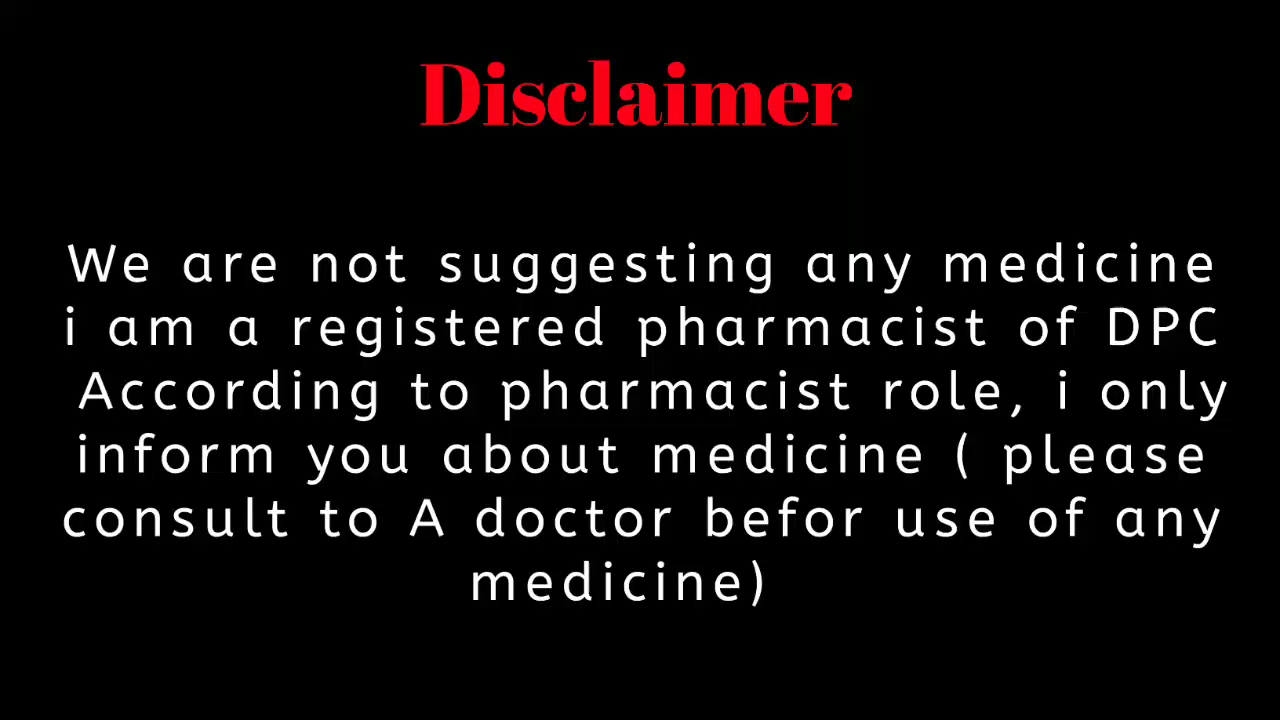 Disclaimer
We are not suggesting any medicine
i am a registered pharmacist of DPC
According to pharmacist role, i only
inform you about medicine ( please
consult to A doctor befor use of any
medicine)